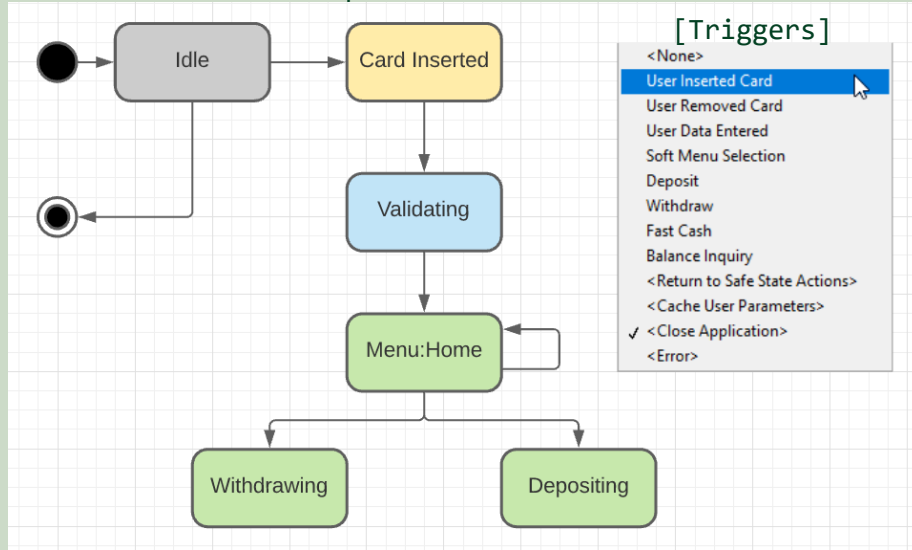 [Triggers]
Idle
Card Inserted
<None>
User Inserted Card
User Removed Card
User Data Entered
Soft Menu Selection
Deposit
Withdraw
Fast Cash
Balance Inquiry
<Return to Safe State Actions>
<Cache User Parameters>
<Close Application>
<Error>
Validating
Menu:Home
Withdrawing
Depositing